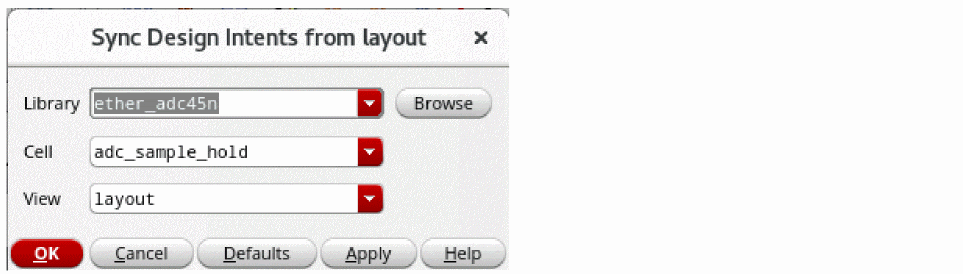 Sync Design Intents from layout ×
Library ether_adc45n Browse
Cell adc_sample_hold
View layout
OK Cancel Defaults Apply Help